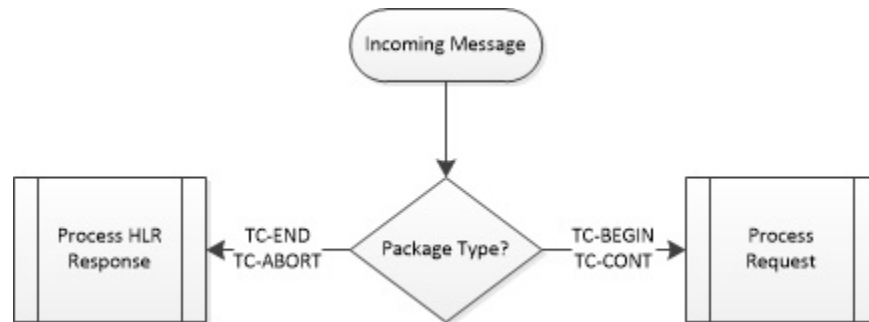 Incoming Message
Process HLR
Response
TC-END
TC-ABORT
Package Type?
TC-BEGIN
TC-CONT
Process
Request